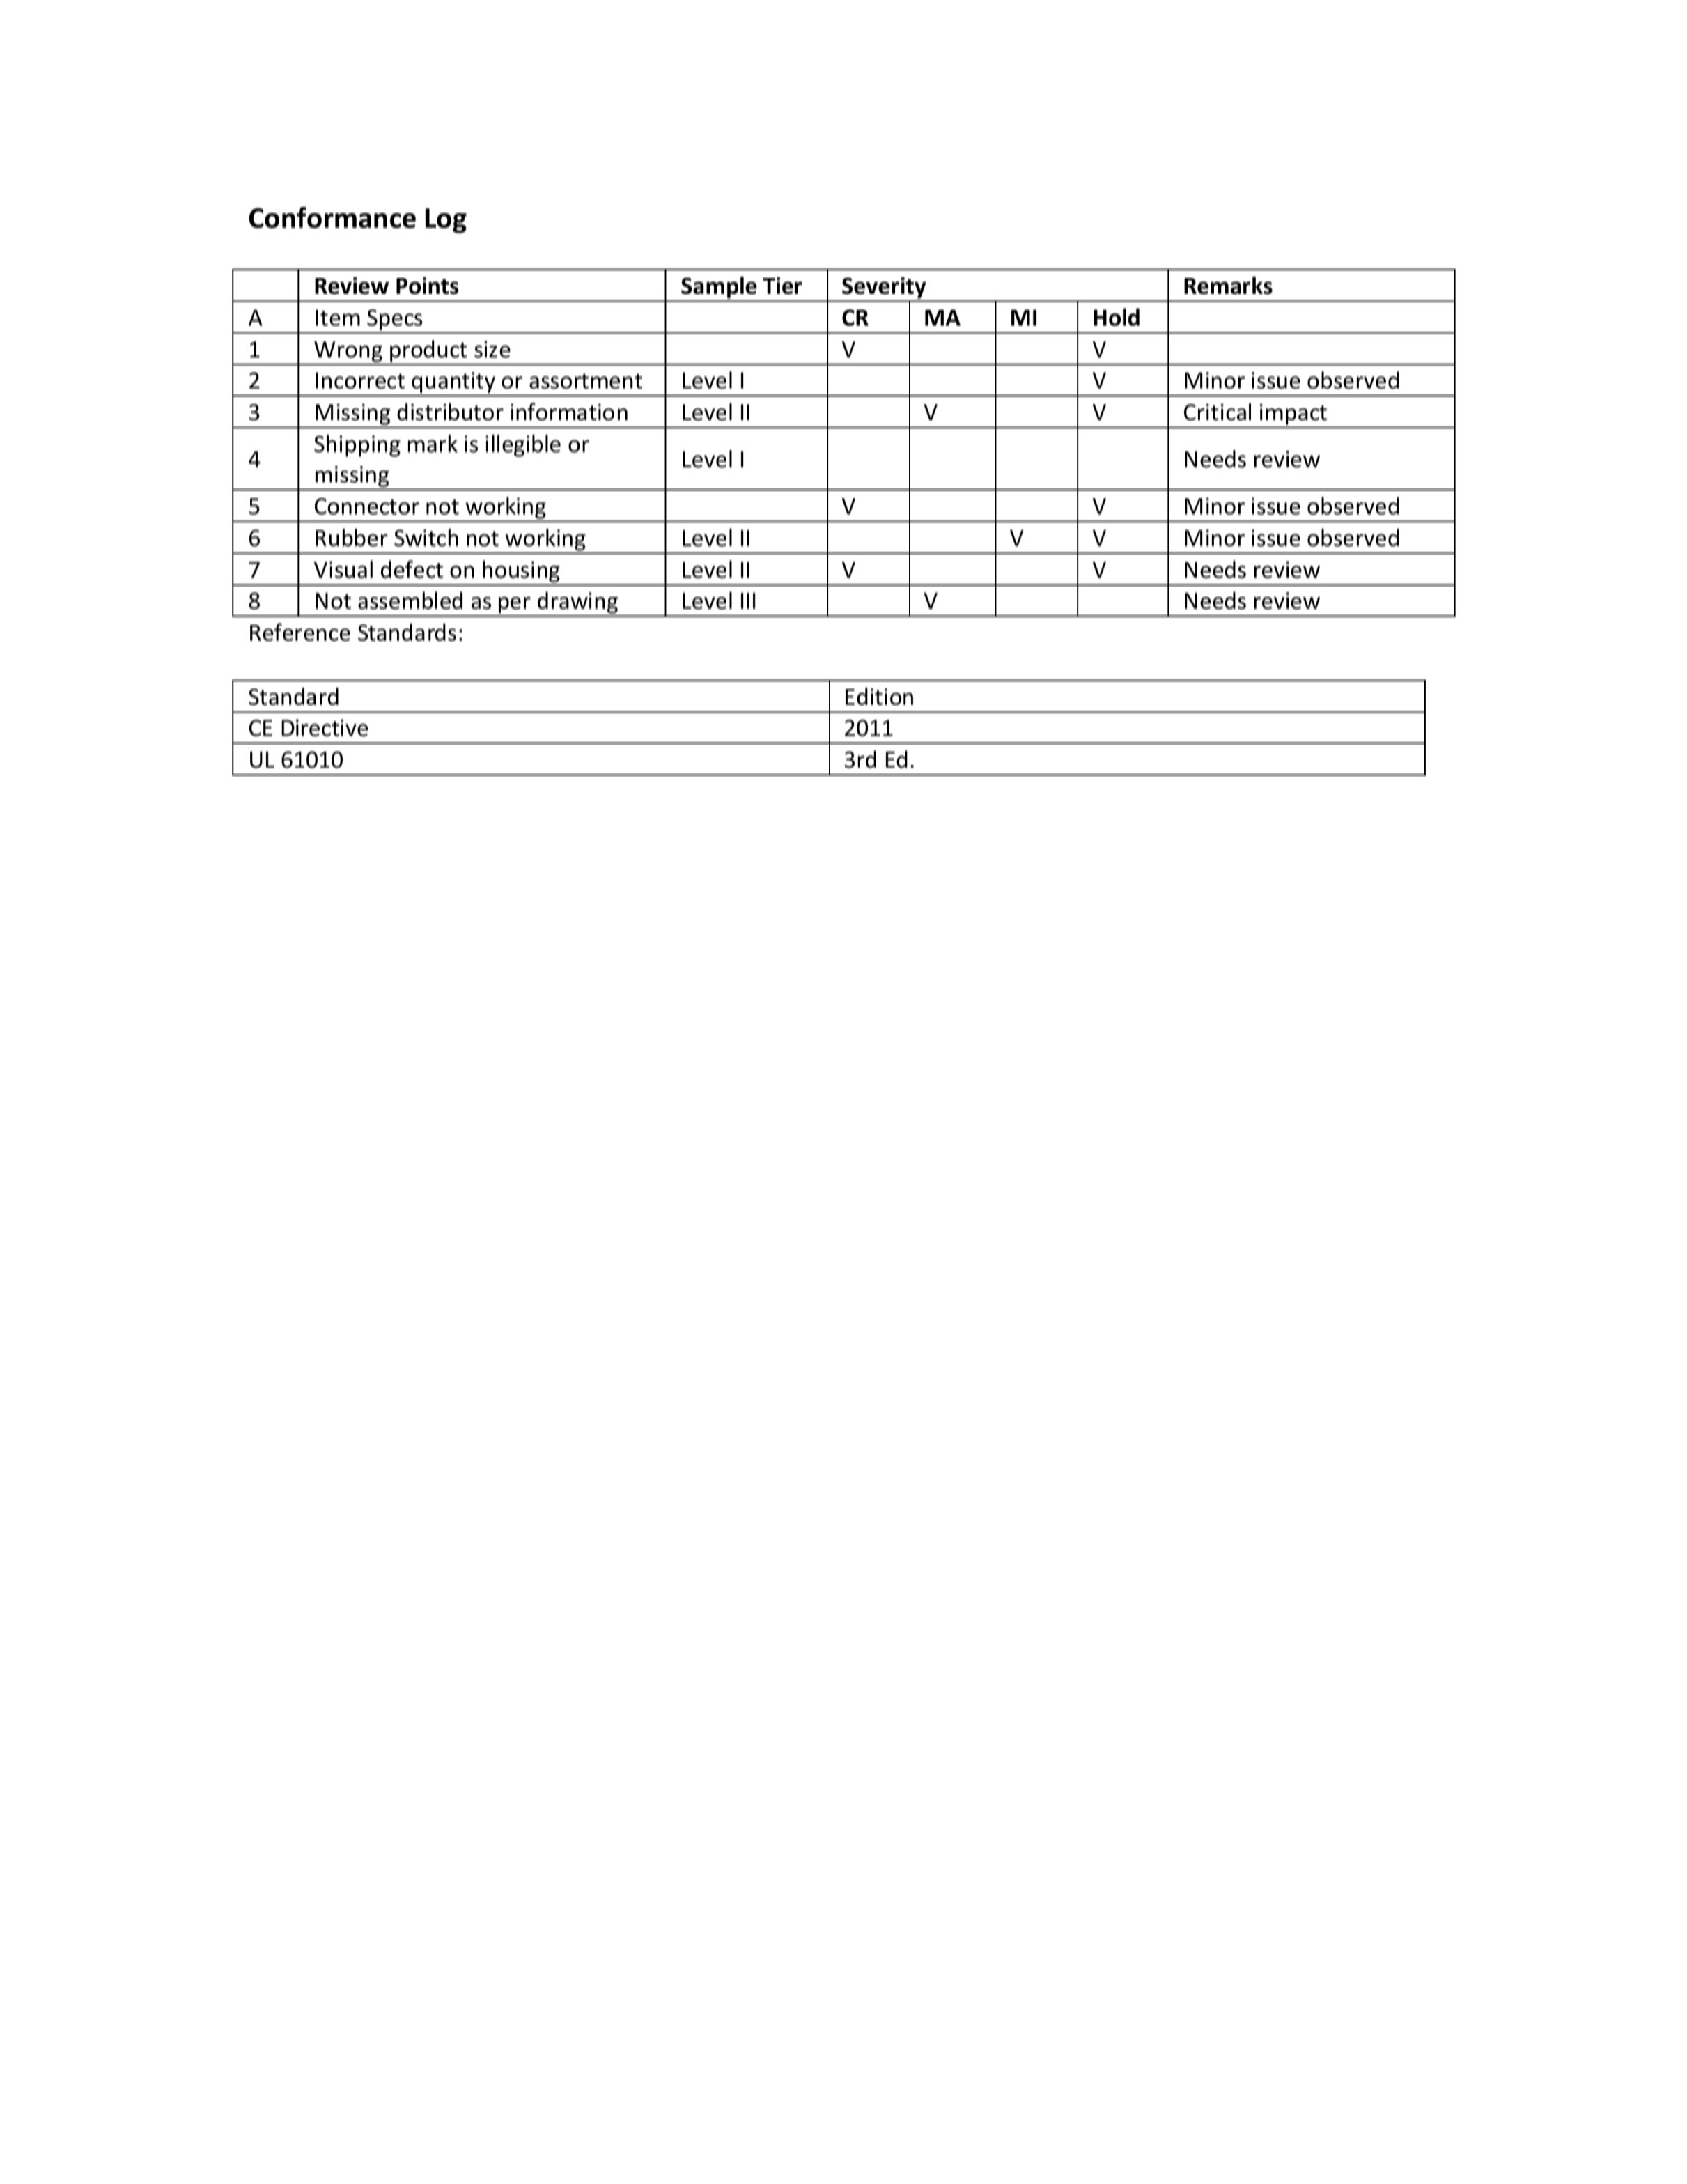 Conformance Log
Review Points Sample Tier Severity Remarks
A Item Specs CR MA MI Hold
1 Wrong product size V V
2 Incorrect quantity or assortment Level I V Minor issue observed
3 Missing distributor information Level II V V Critical impact
4 Shipping mark is illegible or
missing Level I Needs review
5 Connector not working V V Minor issue observed
6 Rubber Switch not working Level II V V Minor issue observed
7 Visual defect on housing Level II V V Needs review
8 Not assembled as per drawing Level III V Needs review
Reference Standards:
Standard Edition
CE Directive 2011
UL 61010 3rd Ed.